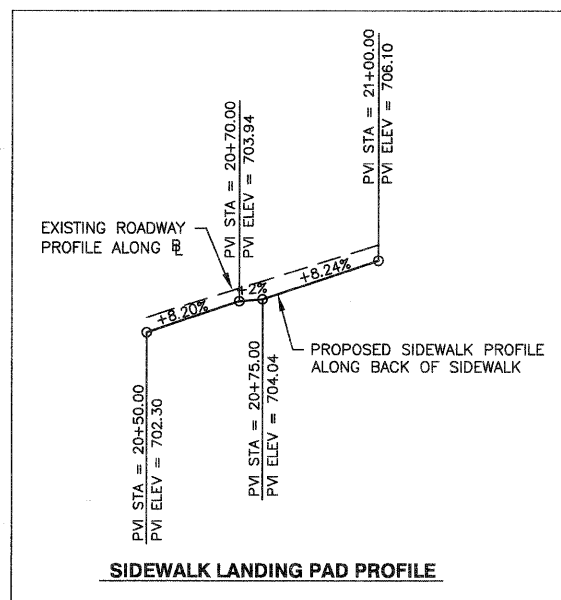 PVI STA = 20+70.00
PVI ELEV = 703.94
PVI STA = 21+00.00
PVI ELEV = 706.10
EXISTING ROADWAY
PROFILE ALONG ⅊
+8.20%
+2%
+8.24%
PROPOSED SIDEWALK PROFILE
ALONG BACK OF SIDEWALK
PVI STA = 20+50.00
PVI ELEV = 702.30
PVI STA = 20+75.00
PVI ELEV = 704.04
SIDEWALK LANDING PAD PROFILE